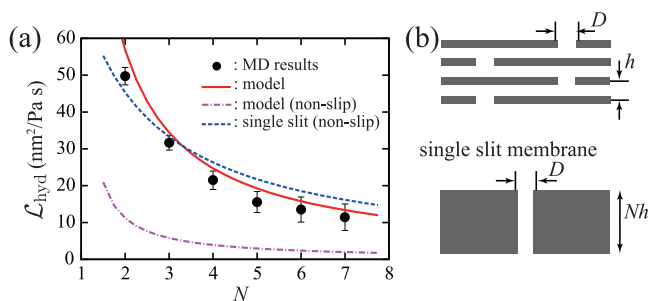 (a)
60
50
40
30
20
10
0
ℒhyd (nm²/Pa s)
: MD results
: model
: model (non-slip)
: single slit (non-slip)
1 2 3 4 5 6 7 8
N
(b)
D
h
single slit membrane
D
Nh